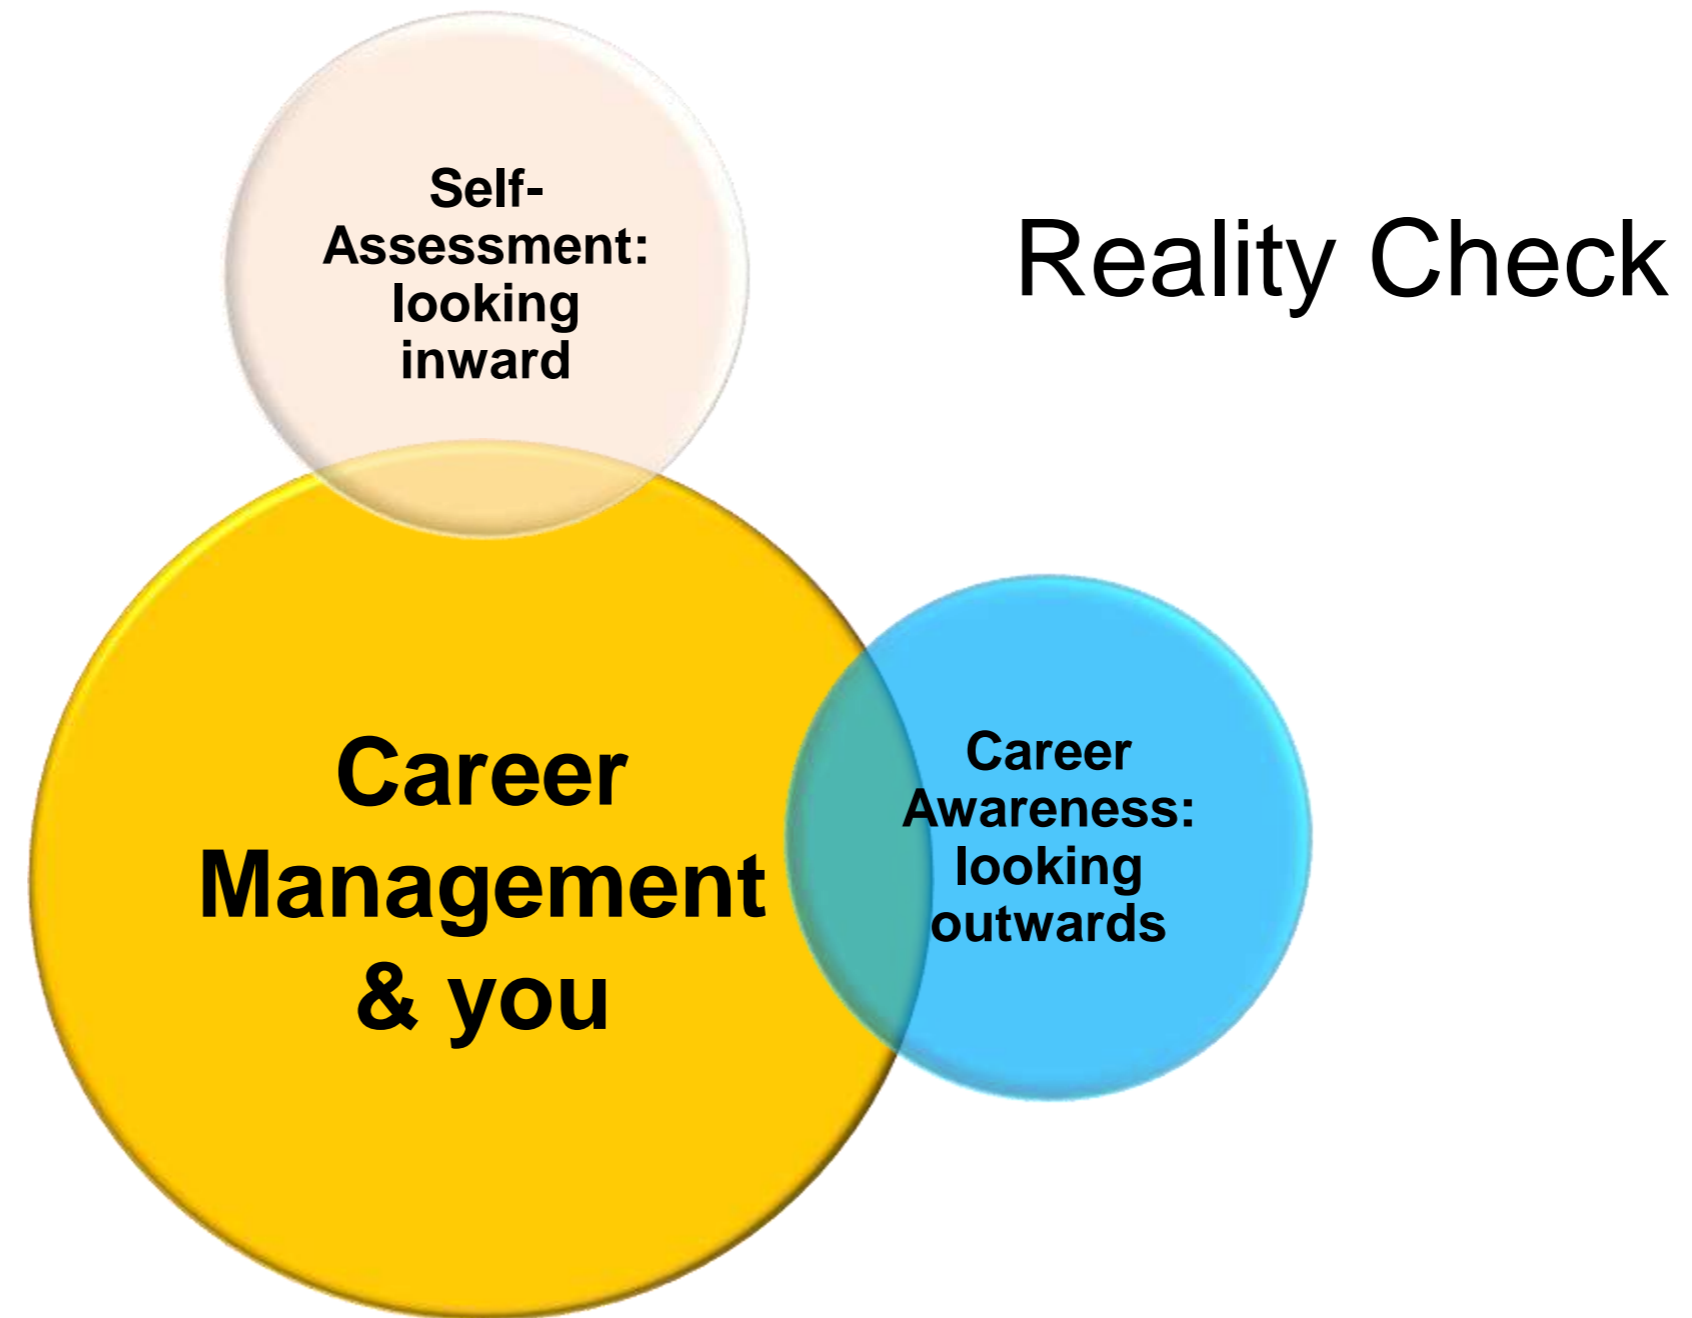 Self-
Assessment:
looking
inward
Reality Check
Career
Management
& you
Career
Awareness:
looking
outwards